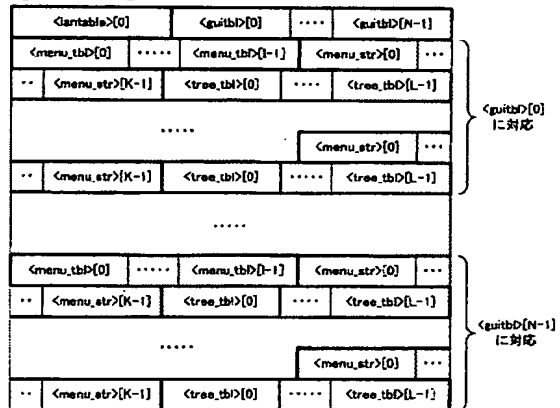 <lantable>[0] <guitbl>[0] .... <guitbl>[N-1]
<menu_tbl>[0] ..... <menu_tbl>[I-1] <menu_str>[0] ...
.. <menu_str>[K-1] <tree_tbl>[0] .... <tree_tbl>[L-1]
.....
<menu_str>[0] ...
.. <menu_str>[K-1] <tree_tbl>[0] ..... <tree_tbl>[L-1]
<guitbl>[0]
に対応
.....
<menu_tbl>[0] ..... <menu_tbl>[I-1] <menu_str>[0] ...
.. <menu_str>[K-1] <tree_tbl>[0] .... <tree_tbl>[L-1]
.....
<menu_str>[0] ...
.. <menu_str>[K-1] <tree_tbl>[0] ..... <tree_tbl>[L-1]
<guitbl>[N-1]
に対応